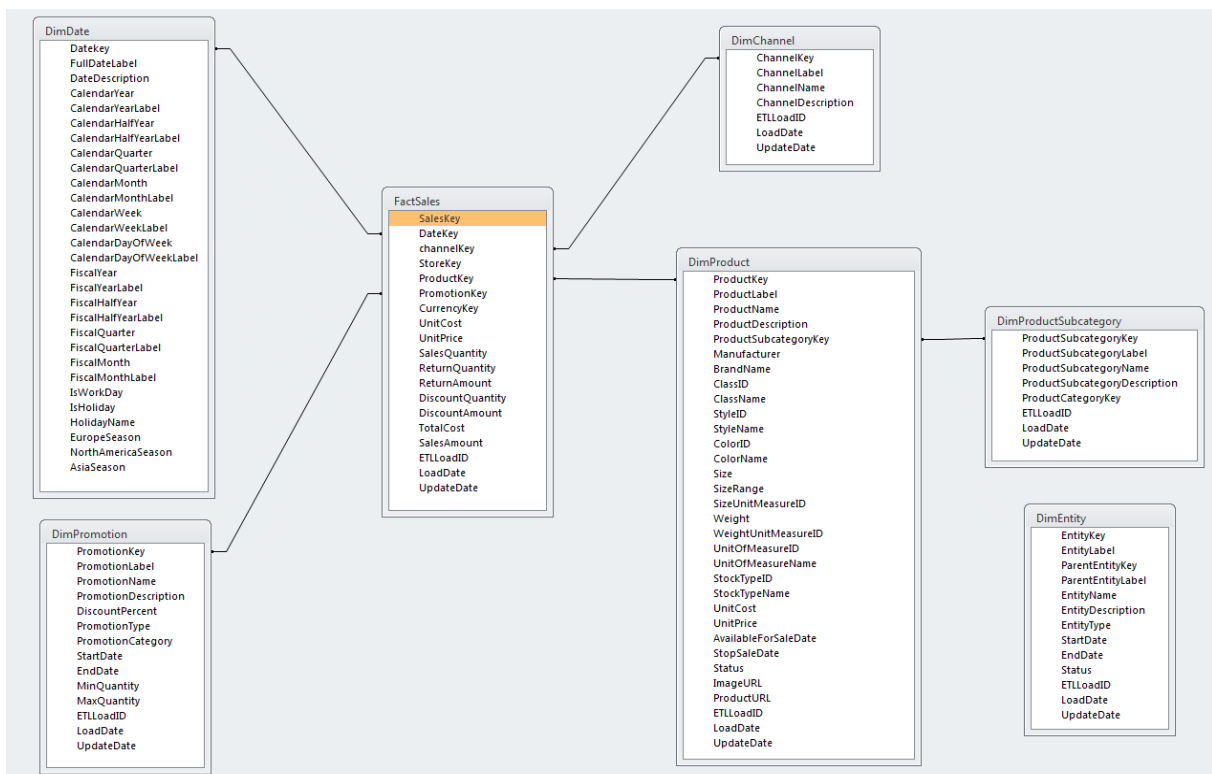 DimDate
Datekey
FullDateLabel
DateDescription
CalendarYear
CalendarYearLabel
CalendarHalfYear
CalendarHalfYearLabel
CalendarQuarter
CalendarQuarterLabel
CalendarMonth
CalendarMonthLabel
CalendarWeek
CalendarWeekLabel
CalendarDayOfWeek
CalendarDayOfWeekLabel
FiscalYear
FiscalYearLabel
FiscalHalfYear
FiscalHalfYearLabel
FiscalQuarter
FiscalQuarterLabel
FiscalMonth
FiscalMonthLabel
IsWorkDay
IsHoliday
HolidayName
EuropeSeason
NorthAmericaSeason
AsiaSeason
DimPromotion
PromotionKey
PromotionLabel
PromotionName
PromotionDescription
DiscountPercent
PromotionType
PromotionCategory
StartDate
EndDate
MinQuantity
MaxQuantity
ETLLoadID
LoadDate
UpdateDate
FactSales
SalesKey
DateKey
channelKey
StoreKey
ProductKey
PromotionKey
CurrencyKey
UnitCost
UnitPrice
SalesQuantity
ReturnQuantity
ReturnAmount
DiscountQuantity
DiscountAmount
TotalCost
SalesAmount
ETLLoadID
LoadDate
UpdateDate
DimChannel
ChannelKey
ChannelLabel
ChannelName
ChannelDescription
ETLLoadID
LoadDate
UpdateDate
DimProduct
ProductKey
ProductLabel
ProductName
ProductDescription
ProductSubcategoryKey
Manufacturer
BrandName
ClassID
ClassName
StyleID
StyleName
ColorID
ColorName
Size
SizeRange
SizeUnitMeasureID
Weight
WeightUnitMeasureID
UnitOfMeasureID
UnitOfMeasureName
StockTypeID
StockTypeName
UnitCost
UnitPrice
AvailableForSaleDate
StopSaleDate
Status
ImageURL
ProductURL
ETLLoadID
LoadDate
UpdateDate
DimProductSubcategory
ProductSubcategoryKey
ProductSubcategoryLabel
ProductSubcategoryName
ProductSubcategoryDescription
ProductCategoryKey
ETLLoadID
LoadDate
UpdateDate
DimEntity
EntityKey
EntityLabel
ParentEntityKey
ParentEntityLabel
EntityName
EntityDescription
EntityType
StartDate
EndDate
Status
ETLLoadID
LoadDate
UpdateDate